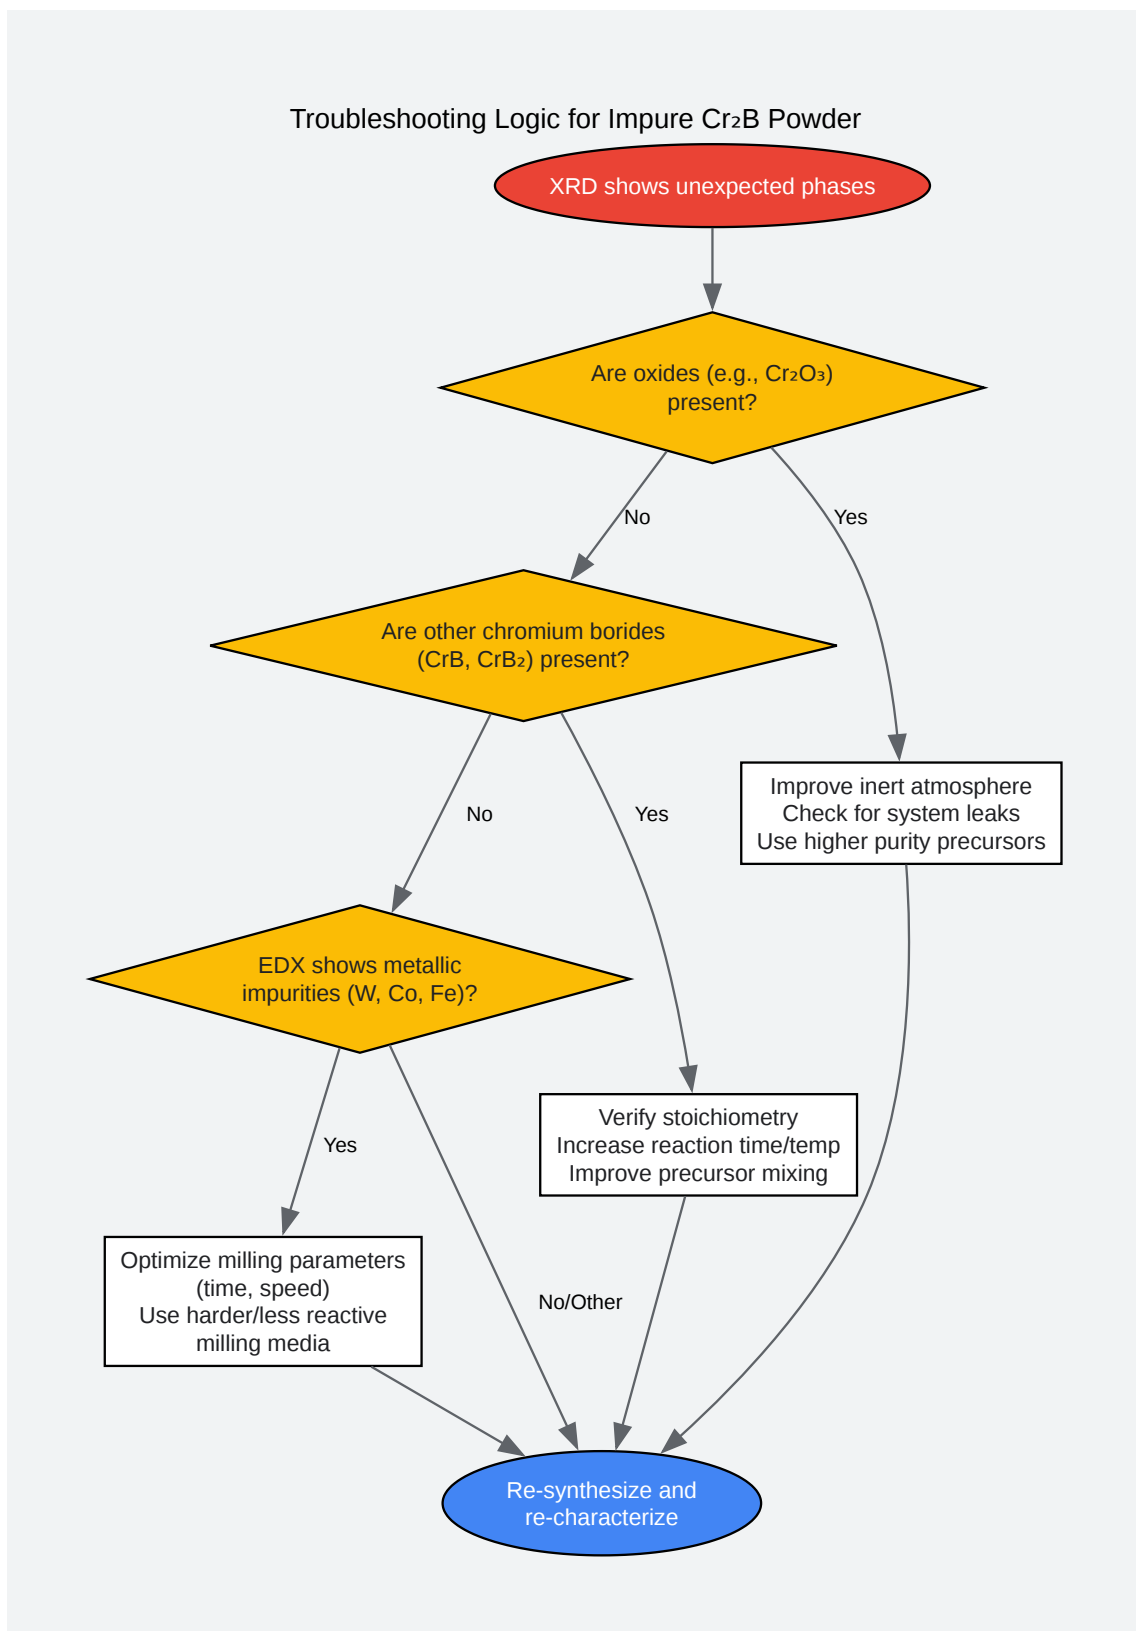 Troubleshooting Logic for Impure Cr₂B Powder
XRD shows unexpected phases
Are oxides (e.g., Cr₂O₃)
present?
No
Yes
Are other chromium borides
(CrB, CrB₂) present?
Improve inert atmosphere
Check for system leaks
Use higher purity precursors
No
Yes
EDX shows metallic
impurities (W, Co, Fe)?
Verify stoichiometry
Increase reaction time/temp
Improve precursor mixing
Yes
No/Other
Optimize milling parameters
(time, speed)
Use harder/less reactive
milling media
Re-synthesize and
re-characterize